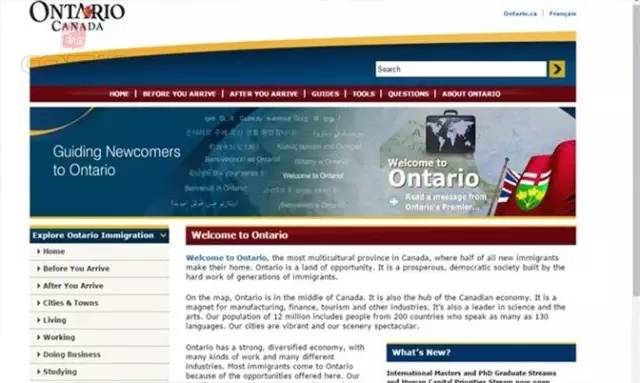 ONTARIO
CANADA
Ontario.ca | Français
Search
HOME | BEFORE YOU ARRIVE | AFTER YOU ARRIVE | GUIDES | TOOLS | QUESTIONS | ABOUT ONTARIO
Guiding Newcomers
to Ontario
Welcome to Ontario!
Welcome to
Ontario
Read a message from
Ontario's Premier...
Explore Ontario Immigration
Home
Before You Arrive
After You Arrive
Cities & Towns
Living
Working
Doing Business
Studying
Welcome to Ontario
Welcome to Ontario, the most multicultural province in Canada, where half of all new immigrants
make their home. Ontario is a land of opportunity. It is a prosperous, democratic society built by the
hard work of generations of immigrants.
On the map, Ontario is in the middle of Canada. It is also the hub of the Canadian economy. It is a
magnet for manufacturing, finance, tourism and other industries. It's also a leader in science and the
arts. Our population of 12 million includes people from 200 countries who speak as many as 130
languages. Our cities are vibrant and our scenery spectacular.
Ontario has a strong, diversified economy, with
many kinds of work and many different
industries. Most immigrants come to Ontario
because of the opportunities offered here. Our
What's New?
International Masters and PhD Graduate Streams
and Human Capital Priorities Stream now open